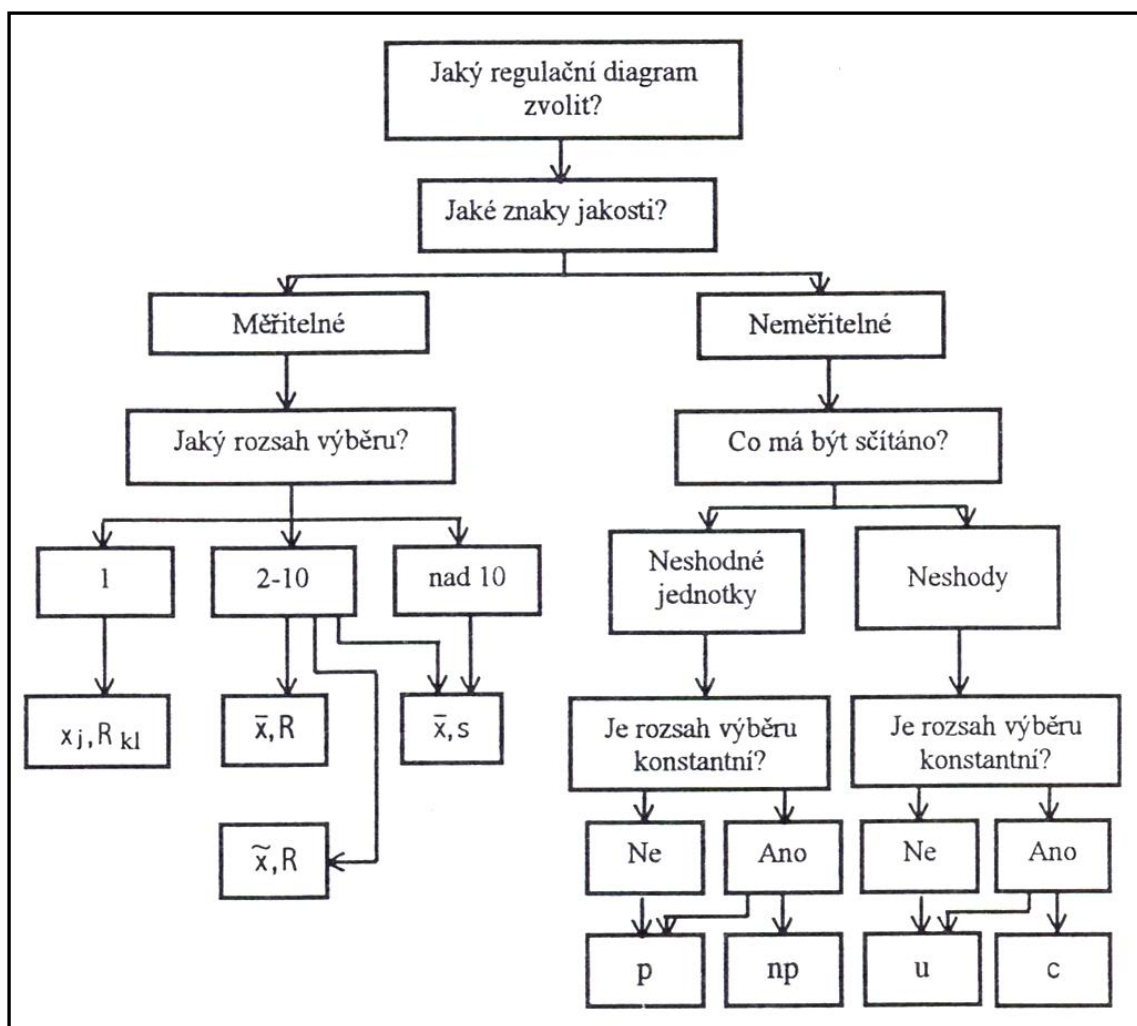 Jaký regulační diagram
zvolit?
Jaké znaky jakosti?
Měřitelné
Neměřitelné
Jaký rozsah výběru?
Co má být sčítáno?
1
2-10
nad 10
Neshodné
jednotky
Neshody
x̄,R
x̄,s
xj,R kl
Je rozsah výběru
konstantní?
Je rozsah výběru
konstantní?
x̃,R
Ne
Ano
Ne
Ano
p
np
u
c